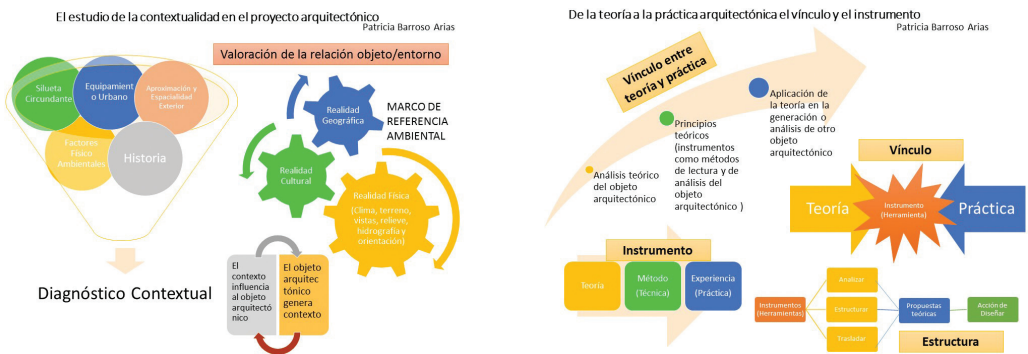 El estudio de la contextualidad en el proyecto arquitectónico
Patricia Barroso Arias
Valoración de la relación objeto/entorno
Silueta
Circundante
Equipamient
o Urbano
Aproximación y
Espacialidad
Exterior
Factores
Físico
Ambientales
Historia
Diagnóstico Contextual
Realidad
Geográfica
MARCO DE
REFERENCIA
AMBIENTAL
Realidad
Cultural
Realidad Física
(Clima, terreno,
vistas, relieve,
hidrografía y
orientación)
El
contexto
influencia
al objeto
arquitectó
nico
El objeto
arquitec
tónico
genera
contexto
De la teoría a la práctica arquitectónica el vínculo y el instrumento
Patricia Barroso Arias
Vínculo entre
teoría y práctica
Análisis teórico
del objeto
arquitectónico
Principios
teóricos
(instrumentos
como métodos
de lectura y de
análisis del
objeto
arquitectónico )
Aplicación de
la teoría en la
generación o
análisis de otro
objeto
arquitectónico
Vínculo
Teoría
Instrumento
(Herramienta)
Práctica
Instrumento
Teoría
Método
(Técnica)
Experiencia
(Práctica)
Instrumentos
(Herramientas)
Analizar
Estructurar
Trasladar
Propuestas
teóricas
Acción de
Diseñar
Estructura